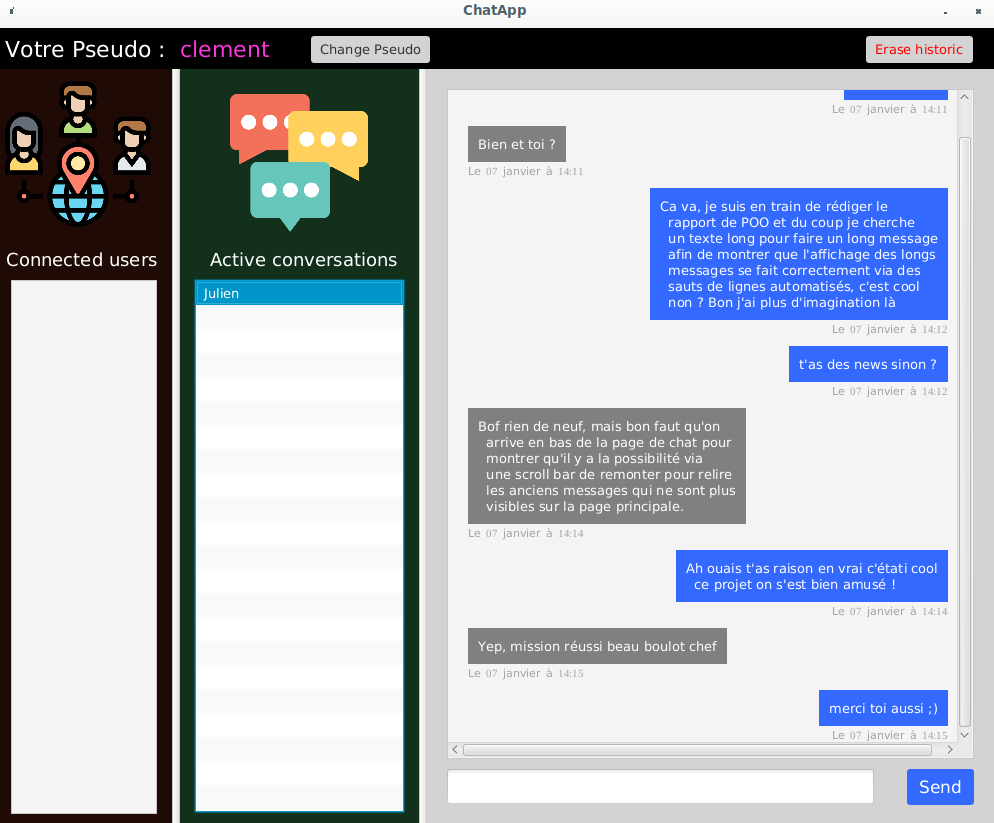 ChatApp
Votre Pseudo : clement
Change Pseudo
Erase historic
Connected users
Active conversations
Julien
Le 07 janvier à 14:11
Bien et toi ?
Le 07 janvier à 14:11
Ca va, je suis en train de rédiger le
rapport de POO et du coup je cherche
un texte long pour faire un long message
afin de montrer que l'affichage des longs
messages se fait correctement via des
sauts de lignes automatisés, c'est cool
non ? Bon j'ai plus d'imagination là
Le 07 janvier à 14:12
t'as des news sinon ?
Le 07 janvier à 14:12
Bof rien de neuf, mais bon faut qu'on
arrive en bas de la page de chat pour
montrer qu'il y a la possibilité via
une scroll bar de remonter pour relire
les anciens messages qui ne sont plus
visibles sur la page principale.
Le 07 janvier à 14:14
Ah ouais t'as raison en vrai c'étati cool
ce projet on s'est bien amusé !
Le 07 janvier à 14:14
Yep, mission réussi beau boulot chef
Le 07 janvier à 14:15
merci toi aussi ;)
Le 07 janvier à 14:15
Send